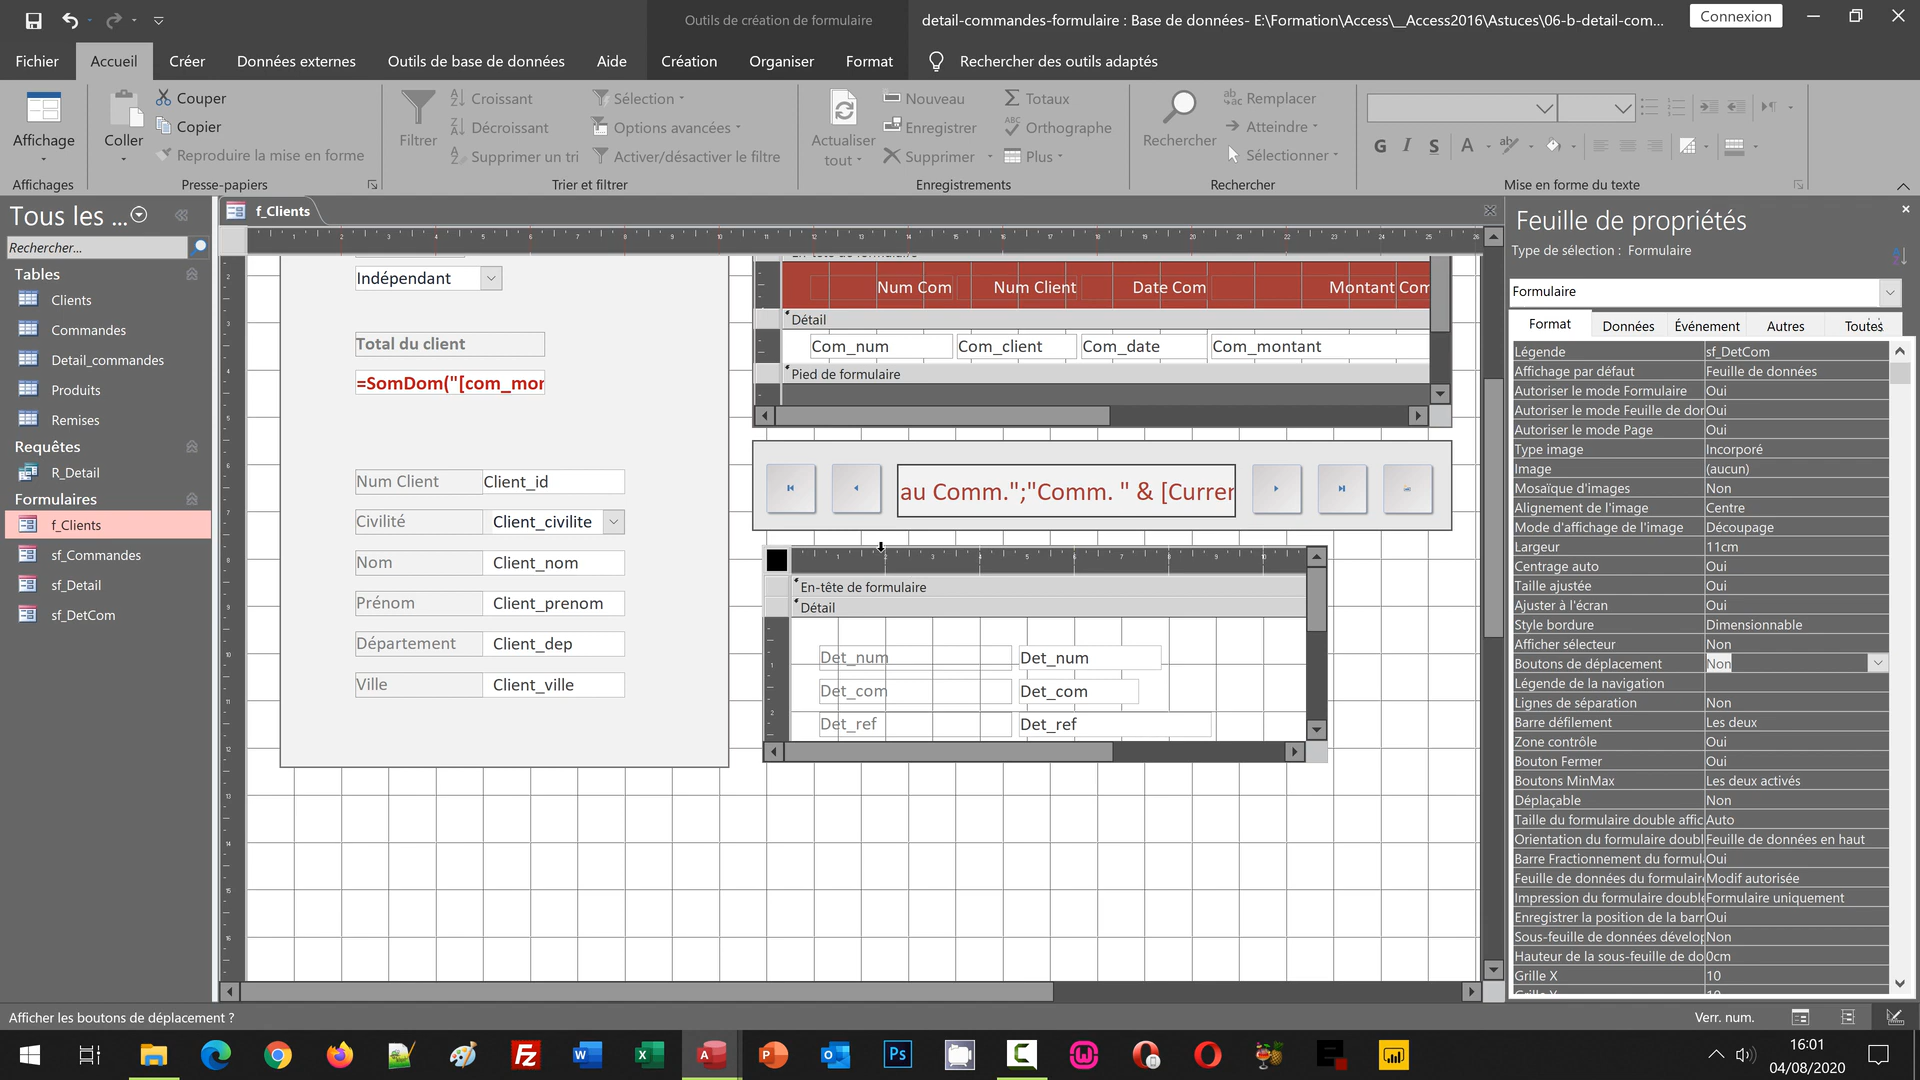 Outils de création de formulaire
detail-commandes-formulaire : Base de données- E:\Formation\Access\__Access2016\Astuces\06-b-detail-com...
Connexion
Fichier
Accueil
Créer
Données externes
Outils de base de données
Aide
Création
Organiser
Format
Rechercher des outils adaptés
Affichage
Affichages
Coller
Couper
Copier
Reproduire la mise en forme
Presse-papiers
Filtrer
Croissant
Décroissant
Supprimer un tri
Sélection
Options avancées
Activer/désactiver le filtre
Trier et filtrer
Actualiser
tout
Nouveau
Enregistrer
Supprimer
Totaux
Orthographe
Plus
Enregistrements
Rechercher
Remplacer
Atteindre
Sélectionner
Rechercher
G I S A
Mise en forme du texte
Tous les ...
Rechercher...
Tables
Clients
Commandes
Detail_commandes
Produits
Remises
Requêtes
R_Detail
Formulaires
f_Clients
sf_Commandes
sf_Detail
sf_DetCom
f_Clients
Indépendant
Total du client
=SomDom("[com_mor
Num Client
Client_id
Civilité
Client_civilite
Nom
Client_nom
Prénom
Client_prenom
Département
Client_dep
Ville
Client_ville
Num Com
Num Client
Date Com
Montant Com
Détail
Com_num
Com_client
Com_date
Com_montant
Pied de formulaire
au Comm.";"Comm. " & [Currer
En-tête de formulaire
Détail
Det_num
Det_num
Det_com
Det_com
Det_ref
Det_ref
Feuille de propriétés
Type de sélection : Formulaire
Formulaire
Format
Données
Événement
Autres
Toutes
Légende sf_DetCom
Affichage par défaut Feuille de données
Autoriser le mode Formulaire Oui
Autoriser le mode Feuille de dor Oui
Autoriser le mode Page Oui
Type image Incorporé
Image (aucun)
Mosaïque d'images Non
Alignement de l'image Centre
Mode d'affichage de l'image Découpage
Largeur 11cm
Centrage auto Oui
Taille ajustée Oui
Ajuster à l'écran Oui
Style bordure Dimensionnable
Afficher sélecteur Non
Boutons de déplacement Non
Légende de la navigation
Lignes de séparation Non
Barre défilement Les deux
Zone contrôle Oui
Bouton Fermer Oui
Boutons MinMax Les deux activés
Déplaçable Non
Taille du formulaire double affic Auto
Orientation du formulaire doubl Feuille de données en haut
Barre Fractionnement du formul Oui
Feuille de données du formulair Modif autorisée
Impression du formulaire double Formulaire uniquement
Enregistrer la position de la barr Oui
Sous-feuille de données dévelop Non
Hauteur de la sous-feuille de do 0cm
Grille X 10
Afficher les boutons de déplacement ?
Verr. num.
16:01
04/08/2020